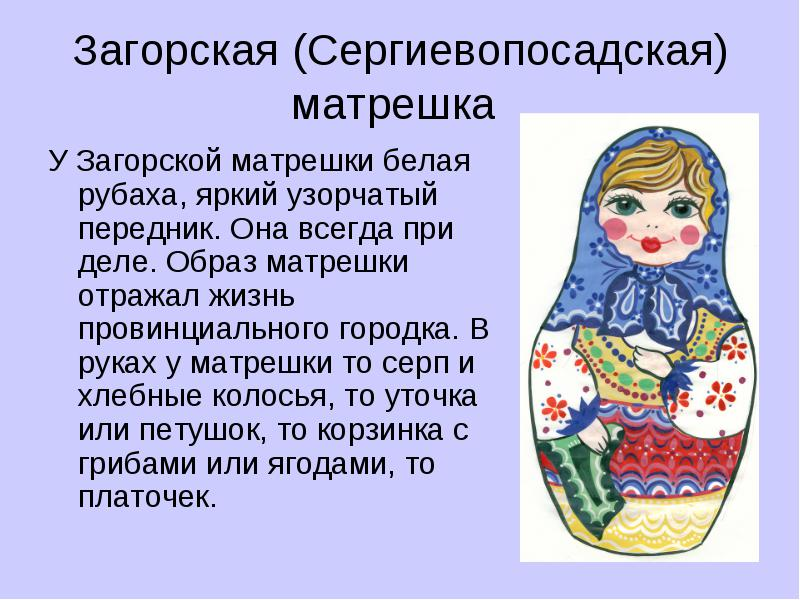 Загорская (Сергиевопосадская)
матрешка
У Загорской матрешки белая
рубаха, яркий узорчатый
передник. Она всегда при
деле. Образ матрешки
отражал жизнь
провинциального городка. В
руках у матрешки то серп и
хлебные колосья, то уточка
или петушок, то корзинка с
грибами или ягодами, то
платочек.